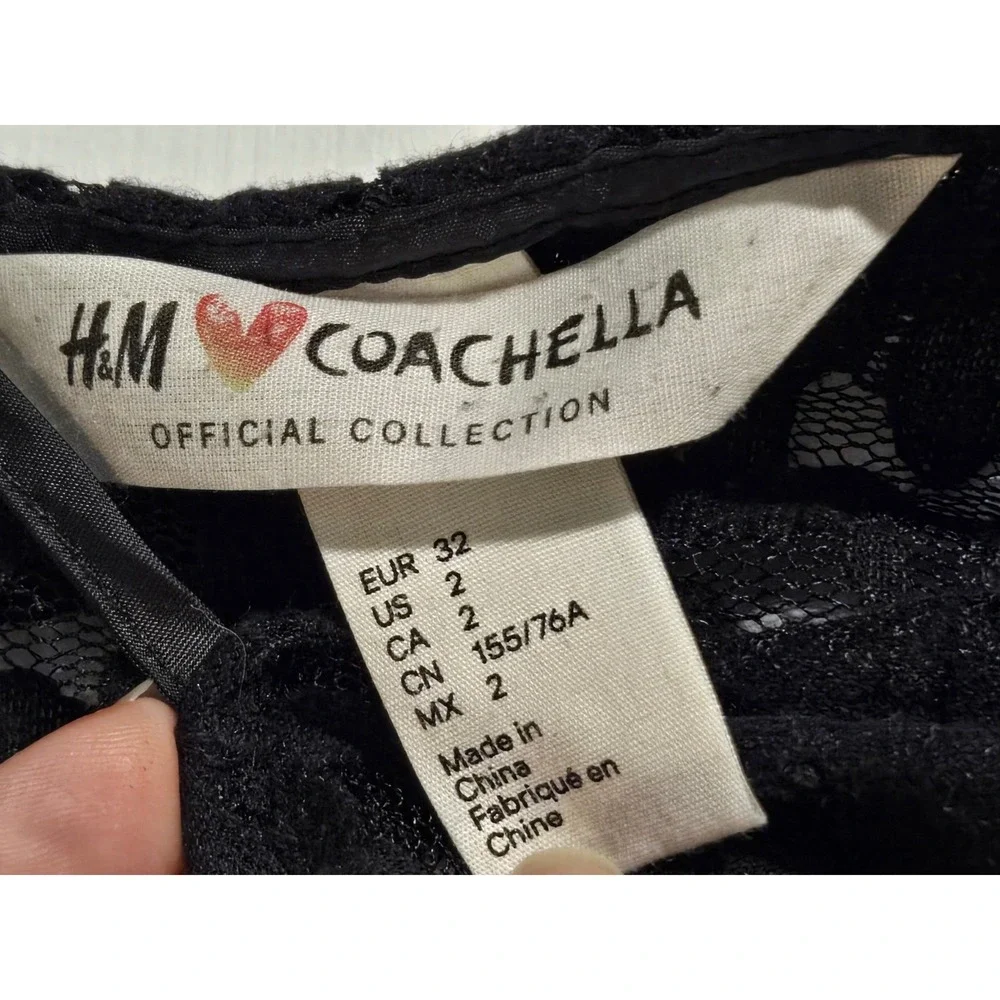 H&M COACHELLA
OFFICIAL COLLECTION
EUR 32
US 2
CA 2
CN 155/76A
MX 2
Made in
China
Fabriqué en
Chine